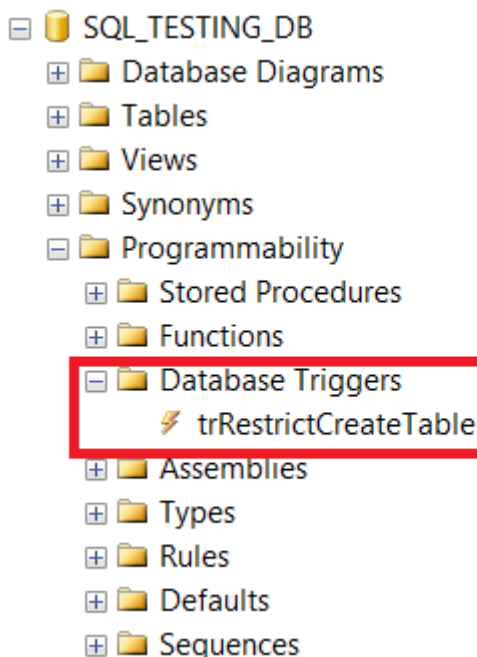 SQL_TESTING_DB
Database Diagrams
Tables
Views
Synonyms
Programmability
Stored Procedures
Functions
Database Triggers
trRestrictCreateTable
Assemblies
Types
Rules
Defaults
Sequences